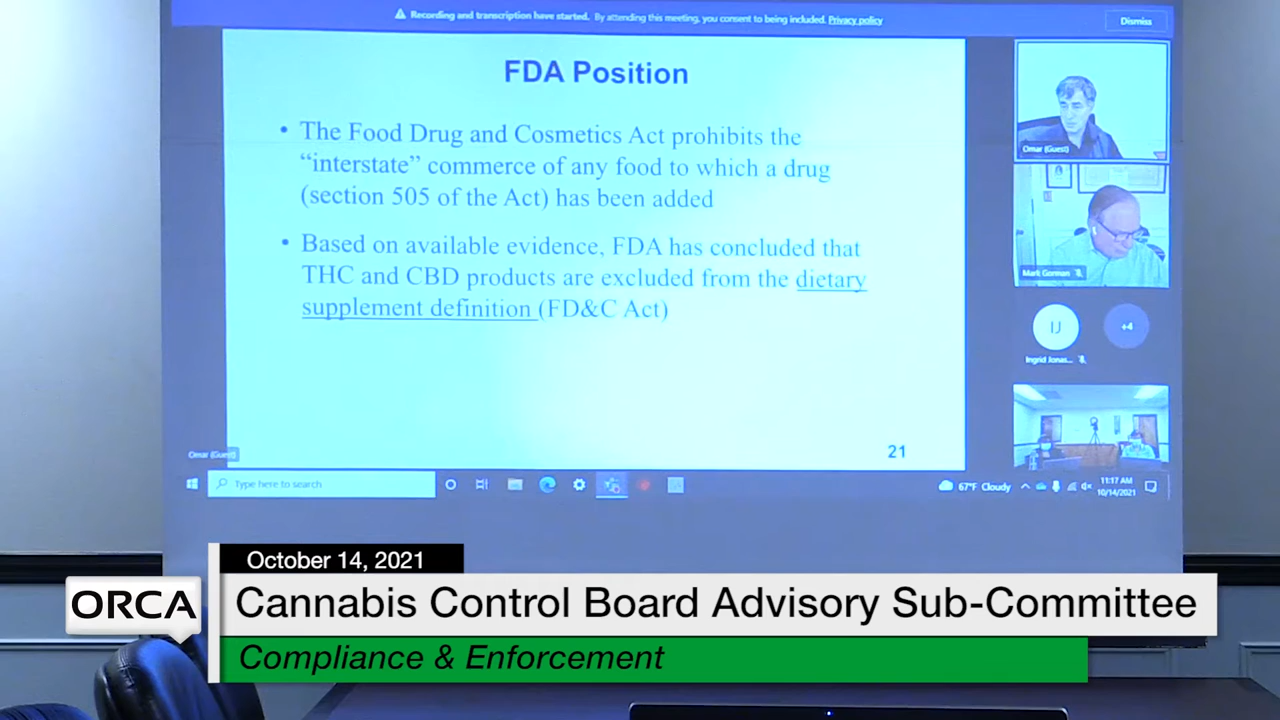 Recording and transcription have started. By attending this meeting, you consent to being included. Privacy policy
Dismiss
FDA Position
• The Food Drug and Cosmetics Act prohibits the
“interstate” commerce of any food to which a drug
(section 505 of the Act) has been added
• Based on available evidence, FDA has concluded that
THC and CBD products are excluded from the dietary
supplement definition (FD&C Act)
21
Omar (Guest)
Mark Gorman
IJ
+4
Ingrid Jonas...
Omar (Guest)
Type here to search
67°F Cloudy
11:17 AM
10/14/2021
October 14, 2021
ORCA
Cannabis Control Board Advisory Sub-Committee
Compliance & Enforcement